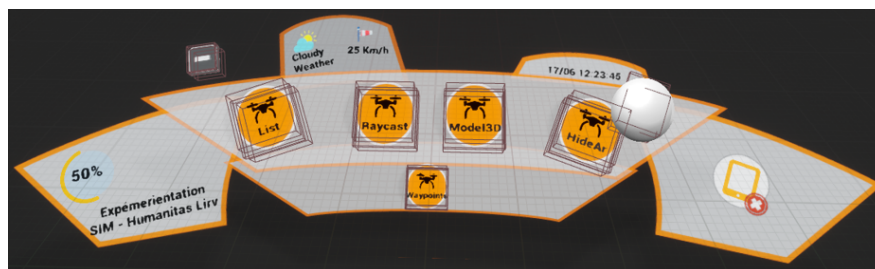 Cloudy
Weather
25 Km/h
17/06 12:23 45
List
Raycast
Model3D
HideAr
50%
Expémerientation
SIM - Humanitas Lirv
Waypoints